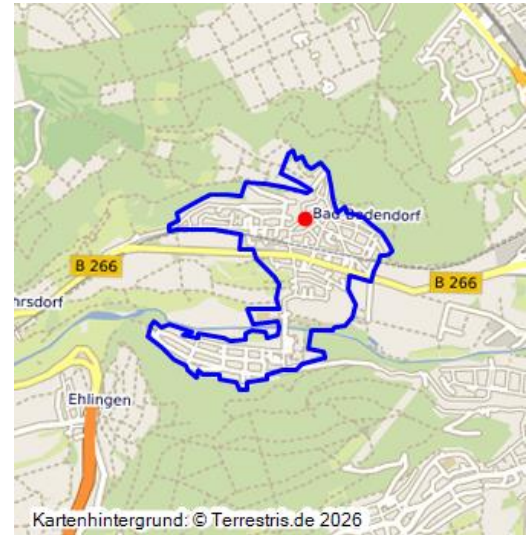 Bad Bodendorf
B 266
B 266
hrsdorf
Ehlingen
Kartenhintergrund: © Terrestris.de 2026